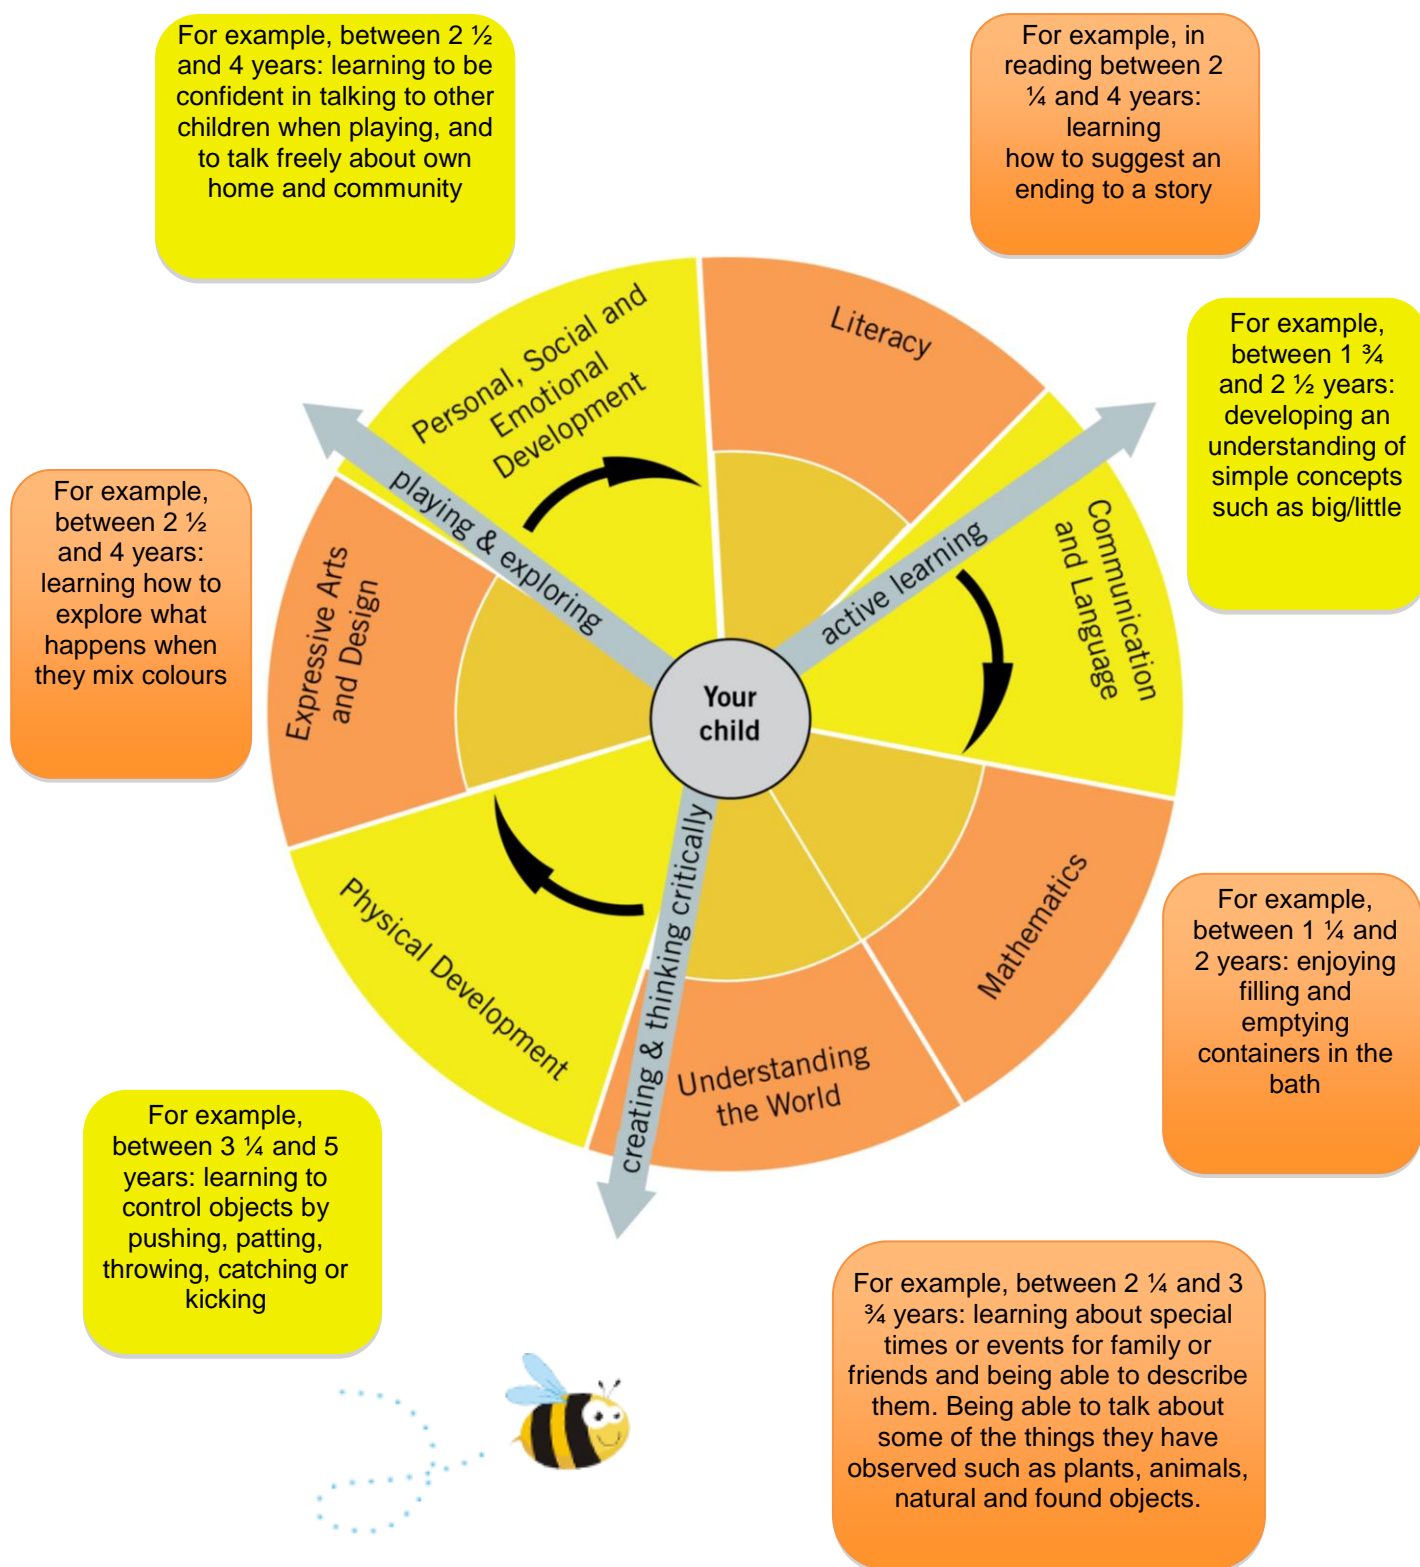 For example, between 2 ½
and 4 years: learning to be
confident in talking to other
children when playing, and
to talk freely about own
home and community
For example, in
reading between 2
¼ and 4 years:
learning
how to suggest an
ending to a story
For example,
between 1 ¾
and 2 ½ years:
developing an
understanding of
simple concepts
such as big/little
For example,
between 2 ½
and 4 years:
learning how to
explore what
happens when
they mix colours
Personal, Social and
Emotional
Development
Literacy
Communication
and Language
Mathematics
Understanding
the World
Physical Development
Expressive Arts
and Design
playing & exploring
active learning
creating & thinking critically
Your
child
For example,
between 1 ¼ and
2 years: enjoying
filling and
emptying
containers in the
bath
For example,
between 3 ¼ and 5
years: learning to
control objects by
pushing, patting,
throwing, catching or
kicking
For example, between 2 ¼ and 3
¾ years: learning about special
times or events for family or
friends and being able to describe
them. Being able to talk about
some of the things they have
observed such as plants, animals,
natural and found objects.